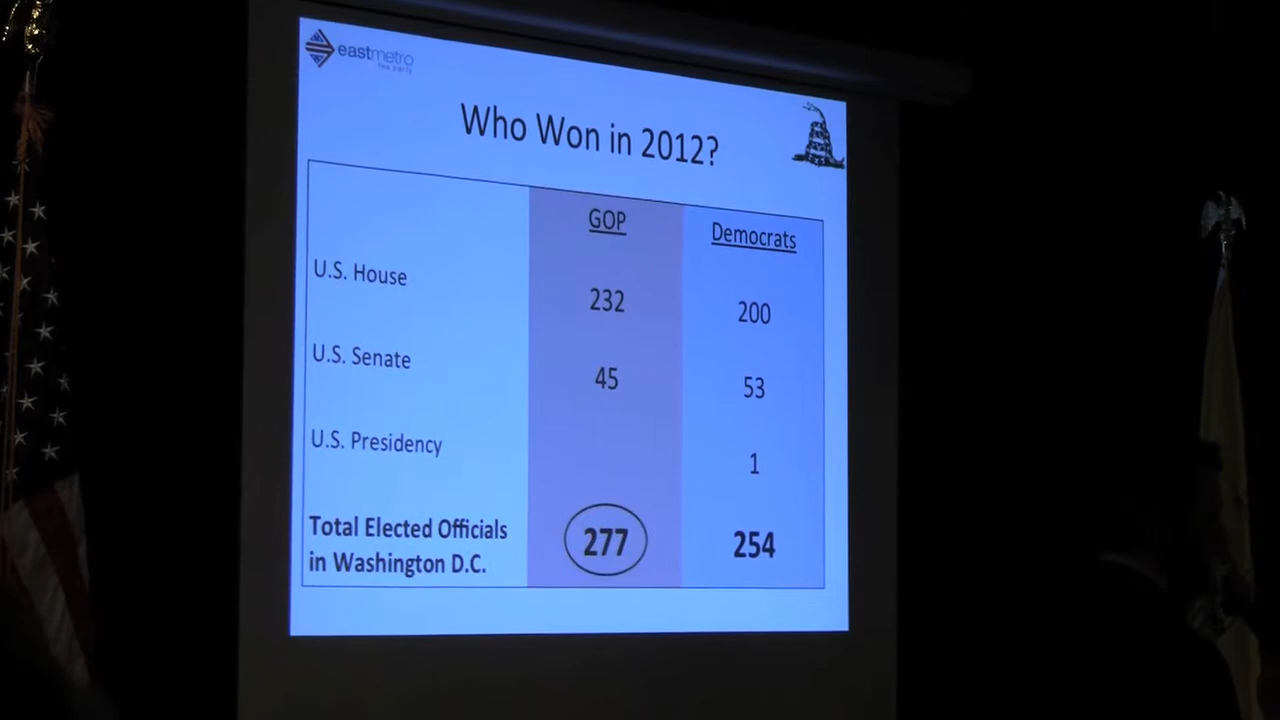 eastmetro
tea party
Who Won in 2012?
GOP Democrats
U.S. House 232 200
U.S. Senate 45 53
U.S. Presidency 1
Total Elected Officials
in Washington D.C. 277 254